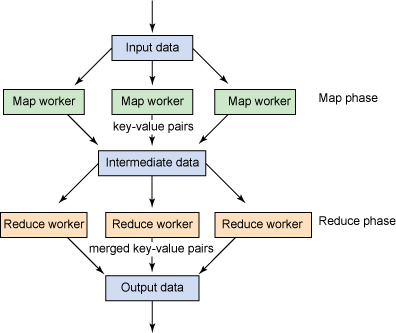 Input data
Map worker
Map worker
Map worker
Map phase
key-value pairs
Intermediate data
Reduce worker
Reduce worker
Reduce worker
Reduce phase
merged key-value pairs
Output data